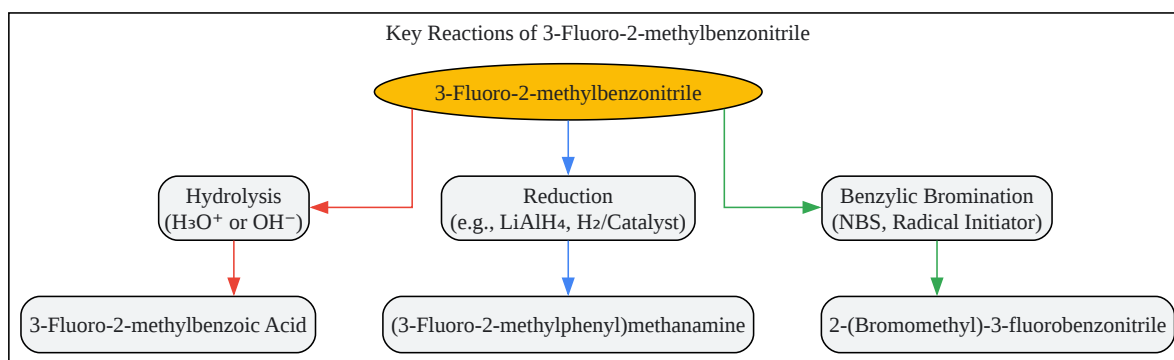 Key Reactions of 3-Fluoro-2-methylbenzonitrile
3-Fluoro-2-methylbenzonitrile
Hydrolysis
(H₃O⁺ or OH⁻)
Reduction
(e.g., LiAlH₄, H₂/Catalyst)
Benzylic Bromination
(NBS, Radical Initiator)
3-Fluoro-2-methylbenzoic Acid
(3-Fluoro-2-methylphenyl)methanamine
2-(Bromomethyl)-3-fluorobenzonitrile